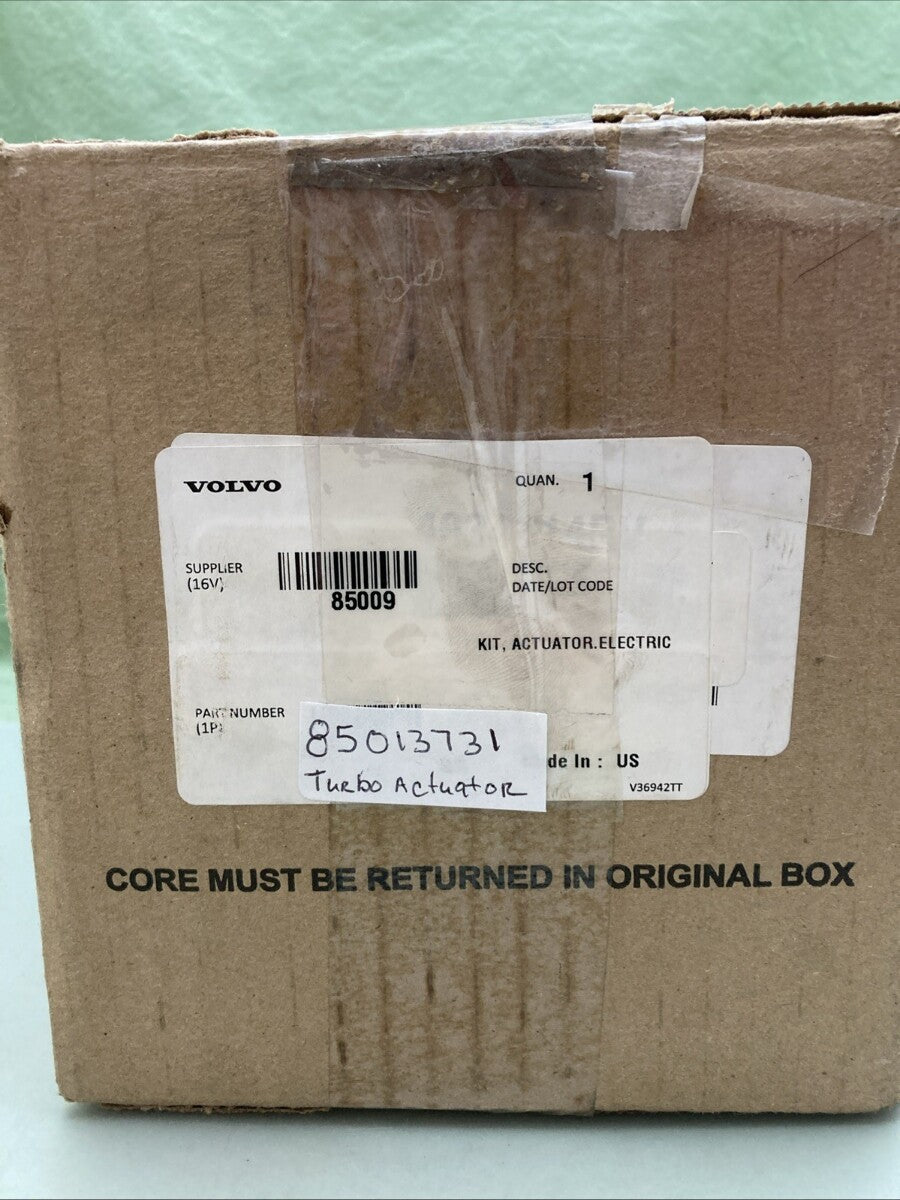 VOLVO
QUAN. 1
SUPPLIER
(16V)
85009
DESC.
DATE/LOT CODE
KIT, ACTUATOR.ELECTRIC
PART NUMBER
(1P)
85013731
Turbo Actuator
de In : US
V36942TT
CORE MUST BE RETURNED IN ORIGINAL BOX